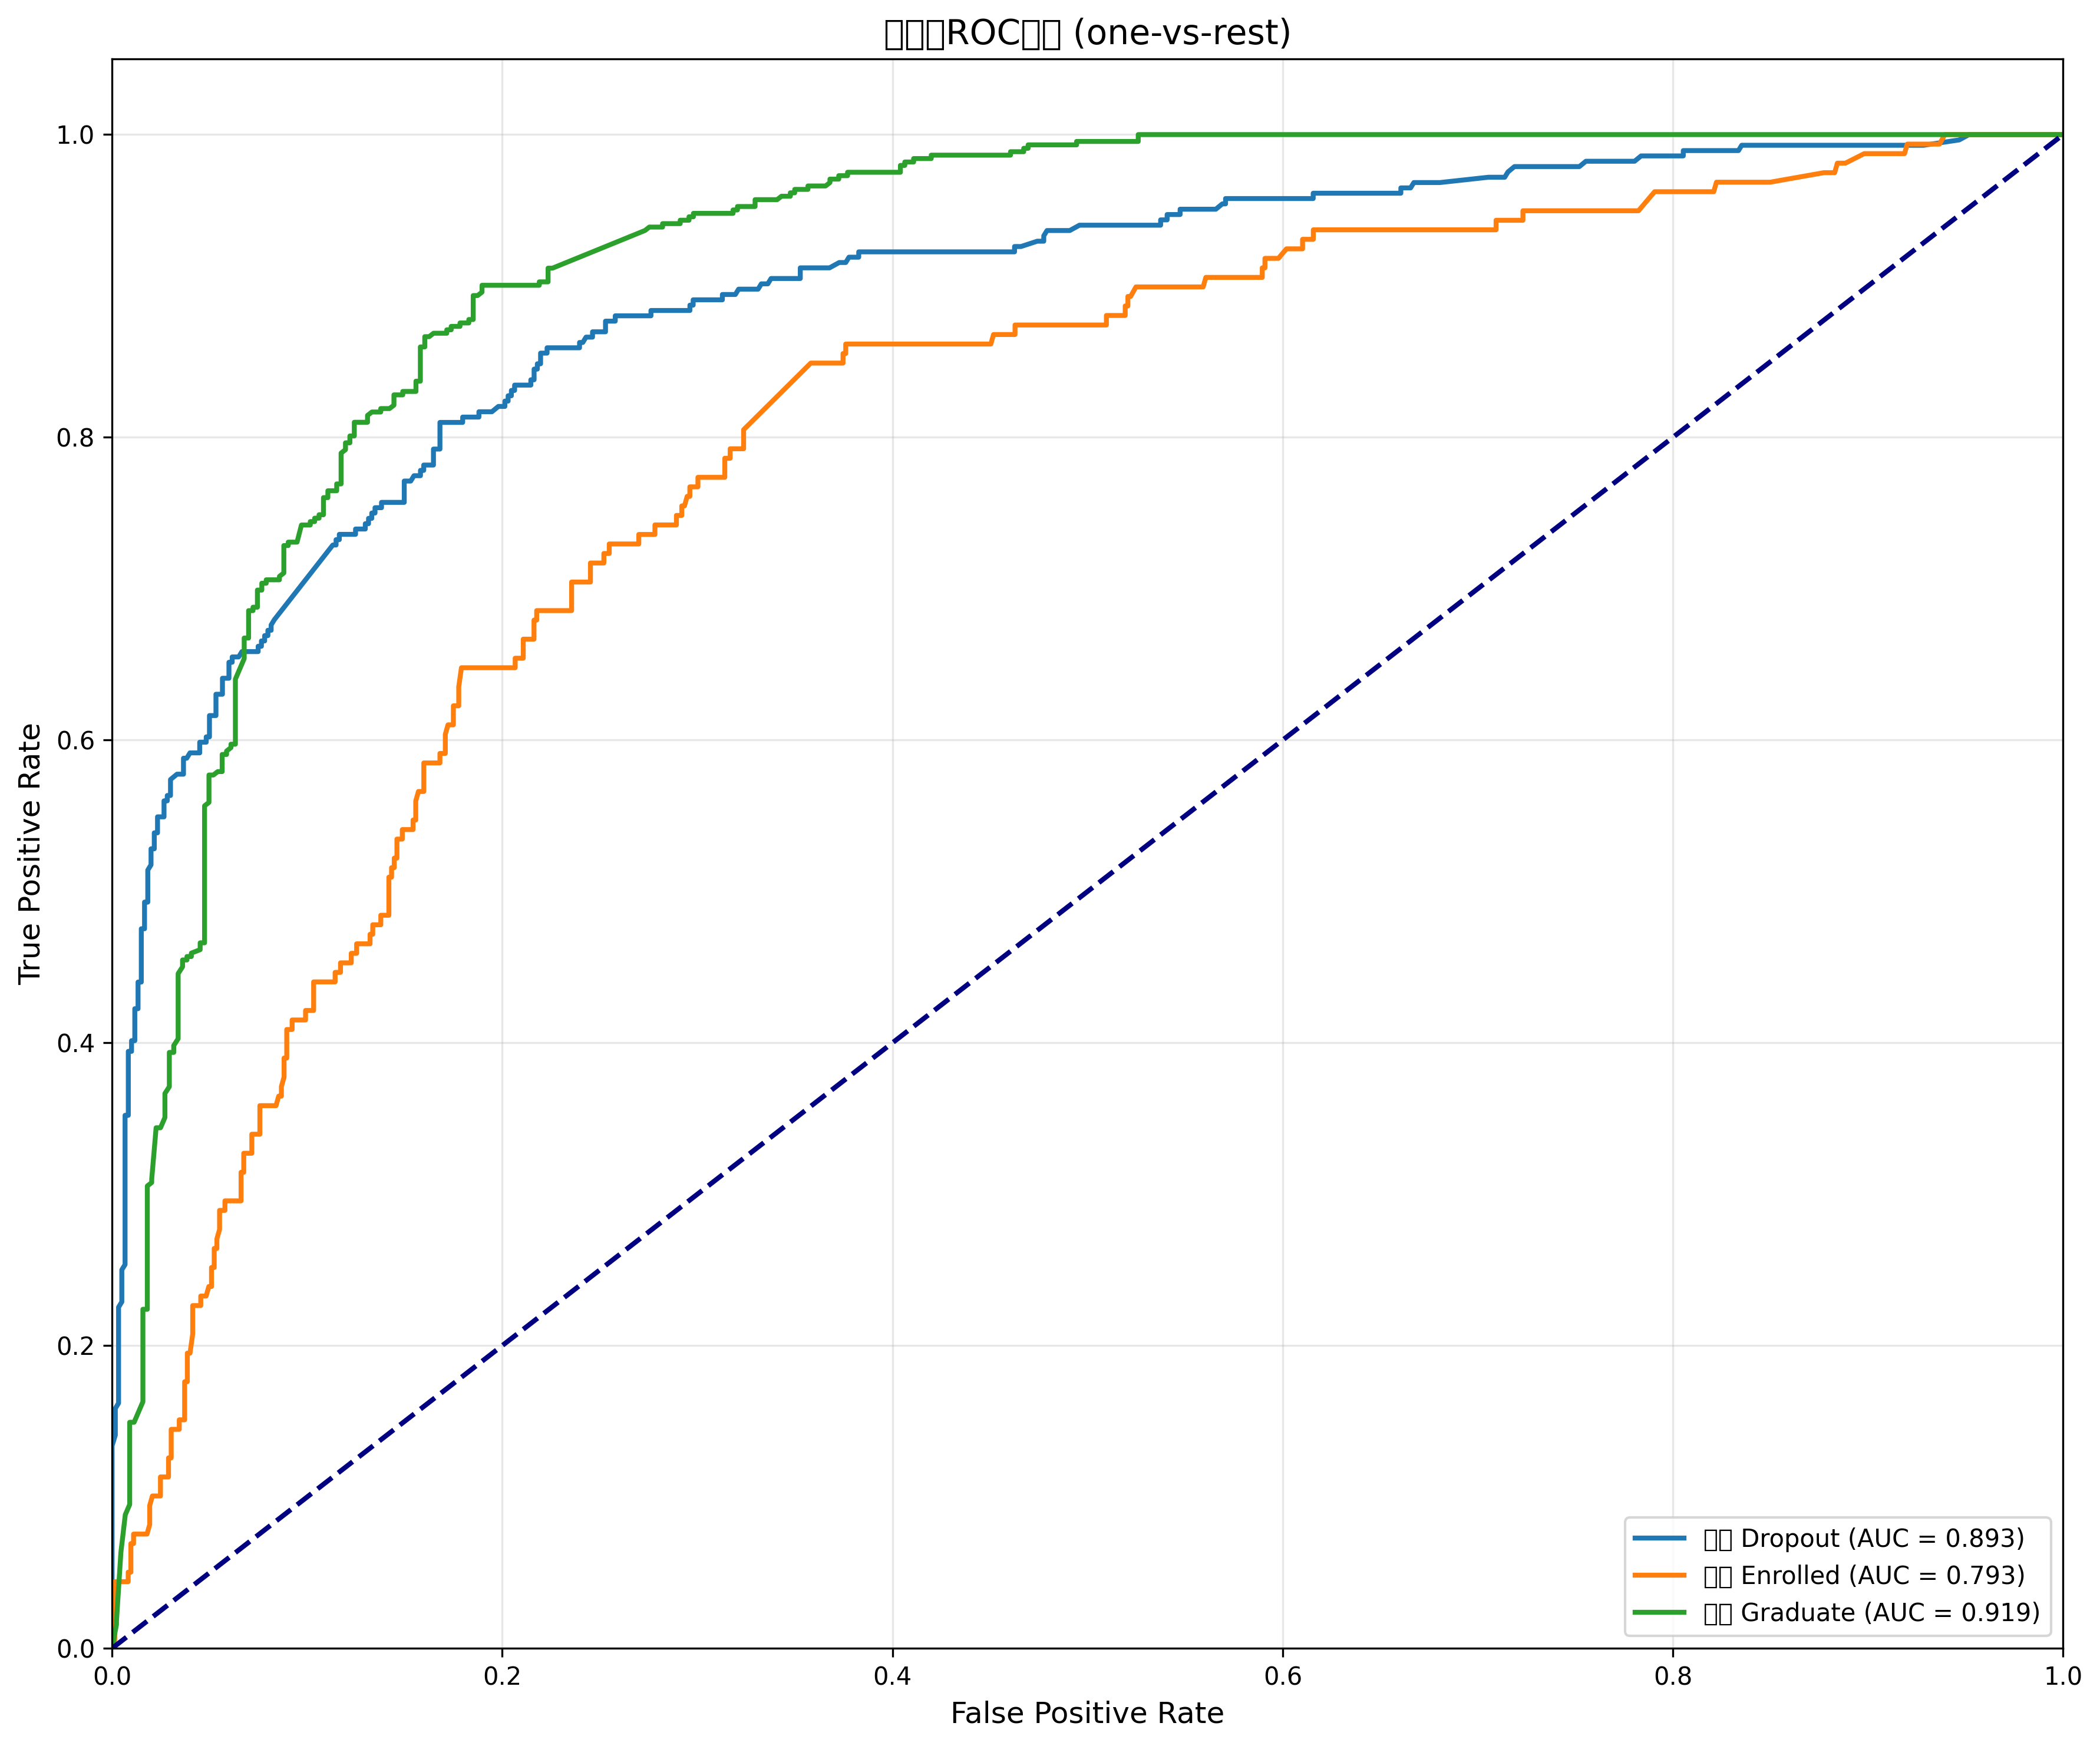 ROC (one-vs-rest)
1.0
0.8
0.6
0.4
0.2
0.0
True Positive Rate
0.0 0.2 0.4 0.6 0.8 1.0
False Positive Rate
Dropout (AUC = 0.893)
Enrolled (AUC = 0.793)
Graduate (AUC = 0.919)